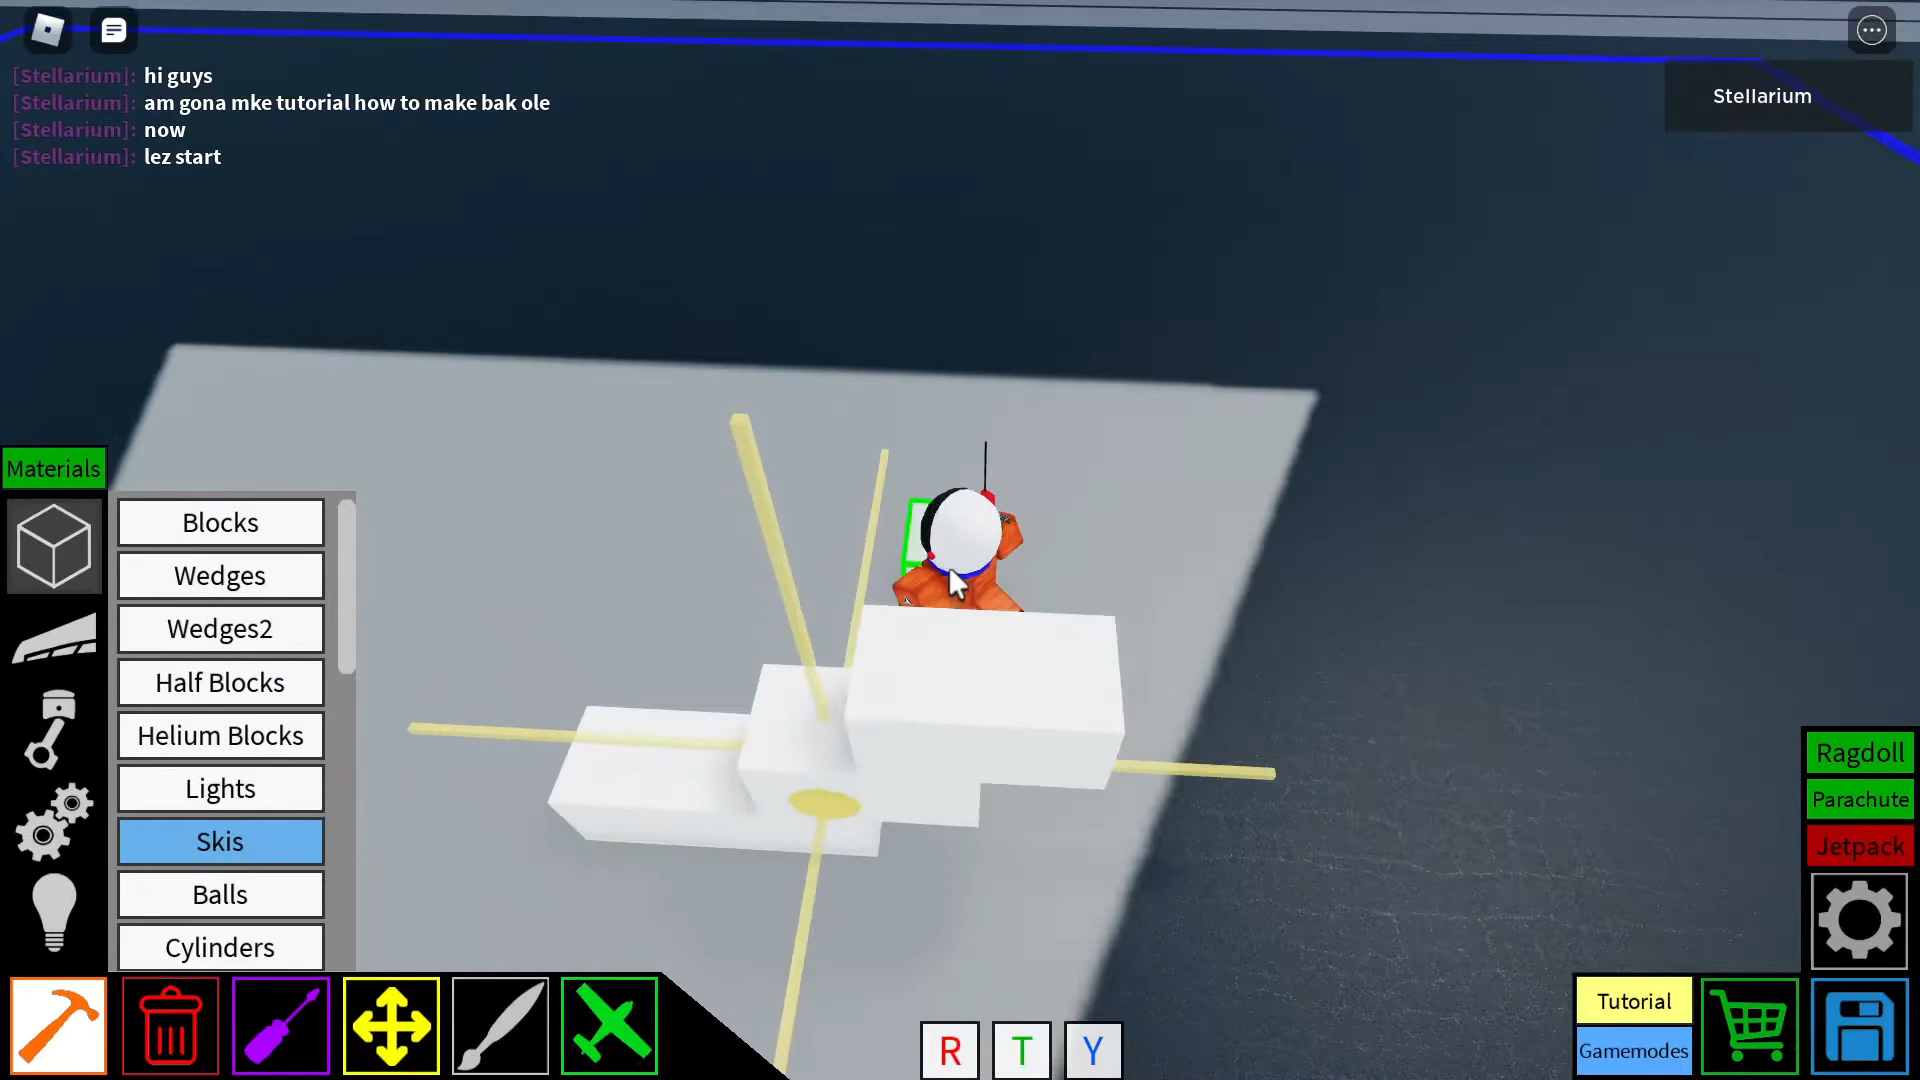 [Stellarium]: hi guys
[Stellarium]: am gona mke tutorial how to make bak ole
[Stellarium]: now
[Stellarium]: lez start
Stellarium
Materials
Blocks
Wedges
Wedges2
Half Blocks
Helium Blocks
Lights
Skis
Balls
Cylinders
Ragdoll
Parachute
Jetpack
Tutorial
Gamemodes
R T Y